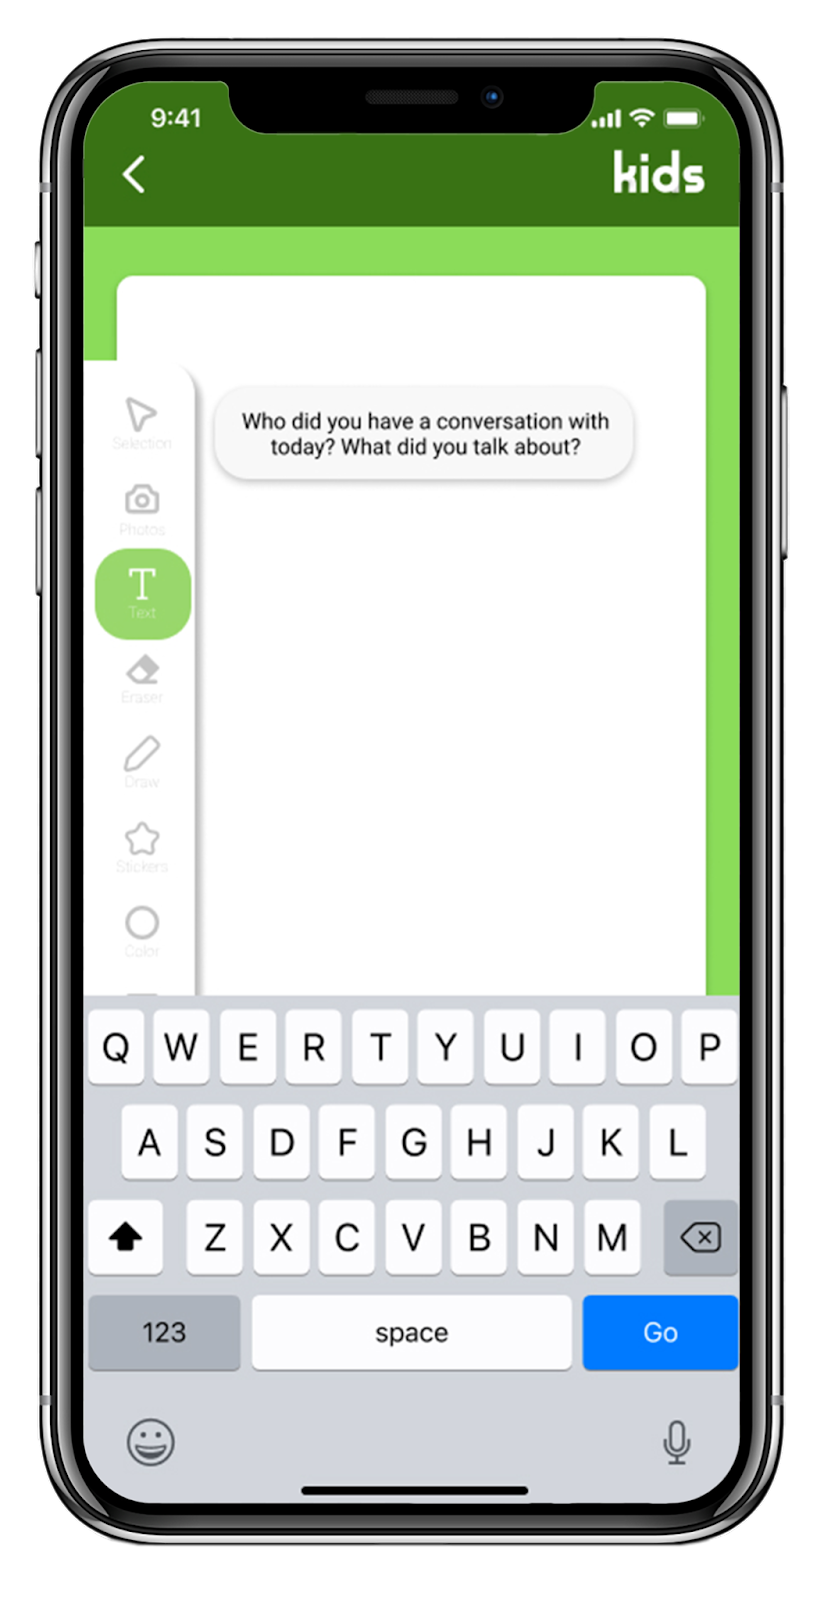 9:41
kids
Who did you have a conversation with
today? What did you talk about?
Selection
Photos
Text
Eraser
Draw
Stickers
Color
Q W E R T Y U I O P
A S D F G H J K L
Z X C V B N M
123 space Go